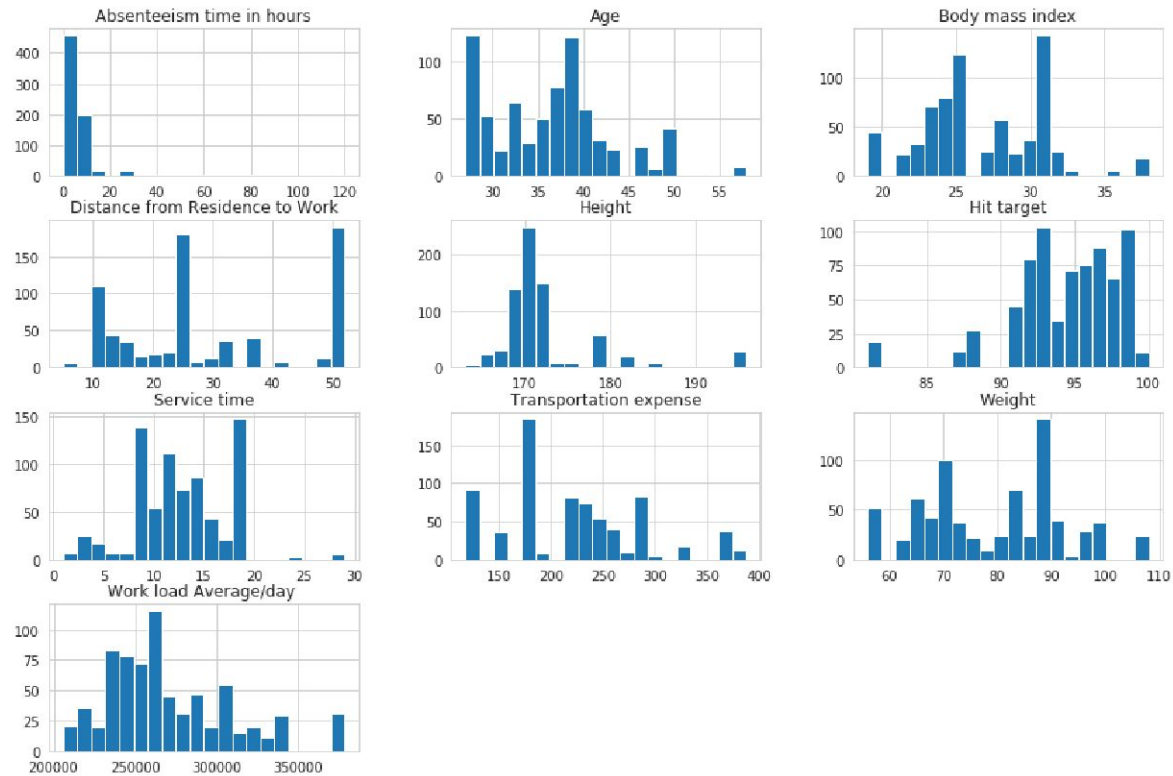 Absenteeism time in hours
400
300
200
100
0
0 20 40 60 80 100 120
Age
100
50
0
30 35 40 45 50 55
Body mass index
100
50
0
20 25 30 35
Distance from Residence to Work
150
100
50
0
10 20 30 40 50
Height
200
100
0
170 180 190
Hit target
100
75
50
25
0
85 90 95 100
Service time
150
100
50
0
0 5 10 15 20 25 30
Transportation expense
150
100
50
0
150 200 250 300 350 400
Weight
100
50
0
60 70 80 90 100 110
Work load Average/day
100
75
50
25
0
200000 250000 300000 350000